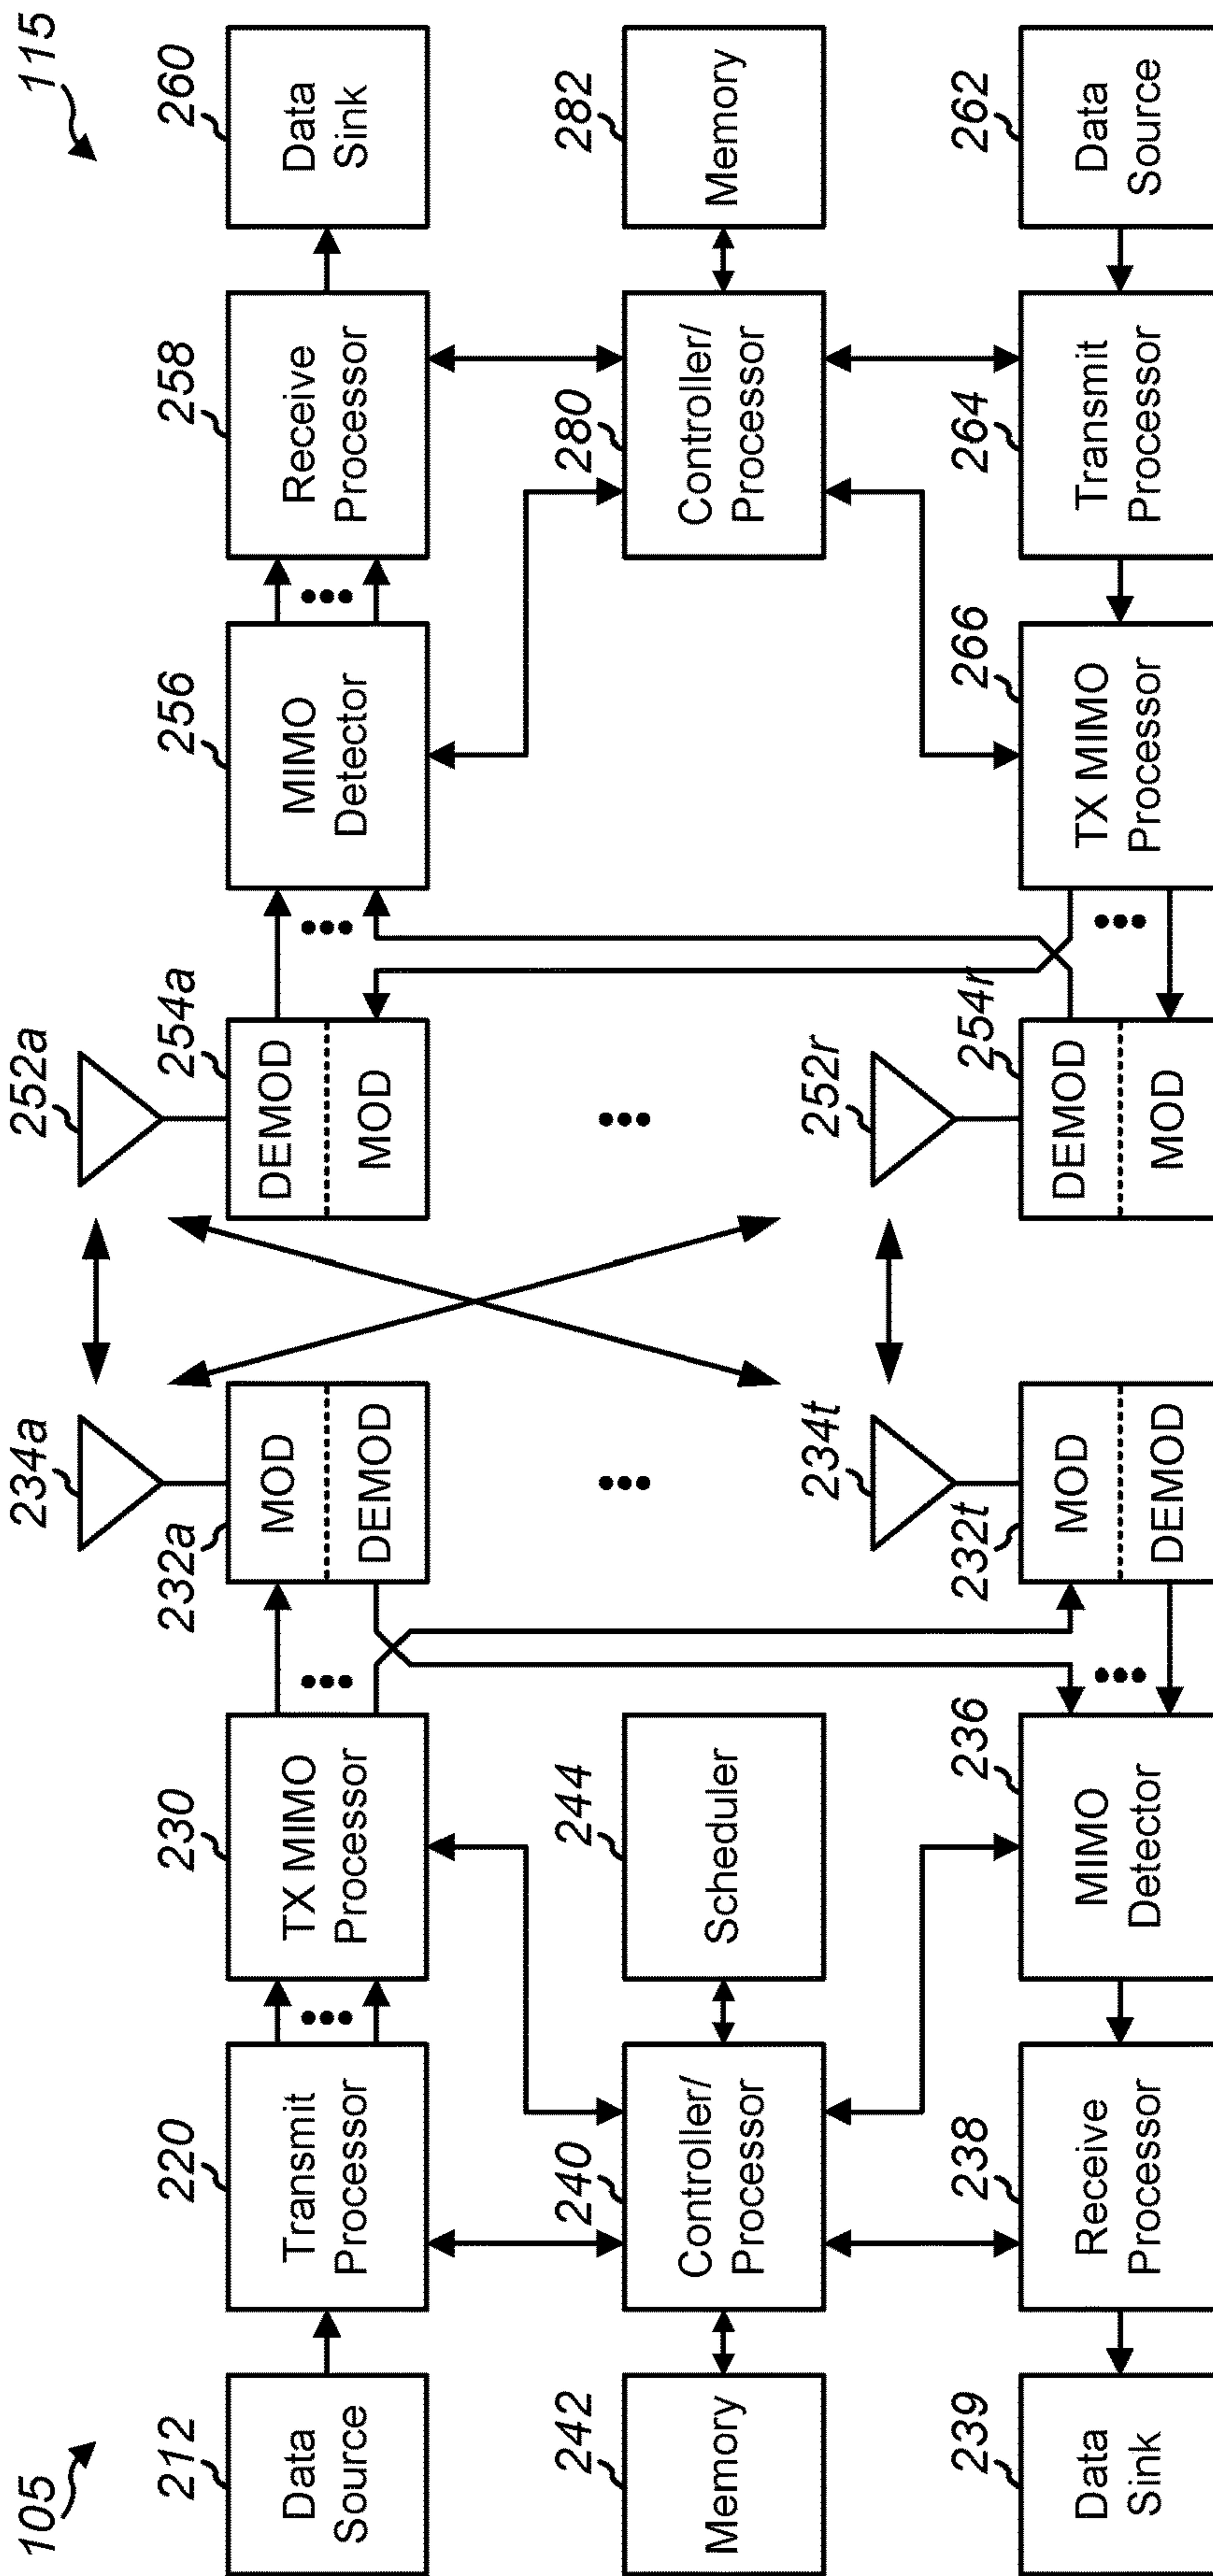 105
115
212
Data
Source
220
Transmit
Processor
230
TX MIMO
Processor
232a
MOD
DEMOD
234a
252a
254a
DEMOD
MOD
256
MIMO
Detector
258
Receive
Processor
260
Data
Sink
242
Memory
240
Controller/
Processor
244
Scheduler
280
Controller/
Processor
282
Memory
239
Data
Sink
238
Receive
Processor
236
MIMO
Detector
232t
MOD
DEMOD
234t
252r
254r
DEMOD
MOD
266
TX MIMO
Processor
264
Transmit
Processor
262
Data
Source